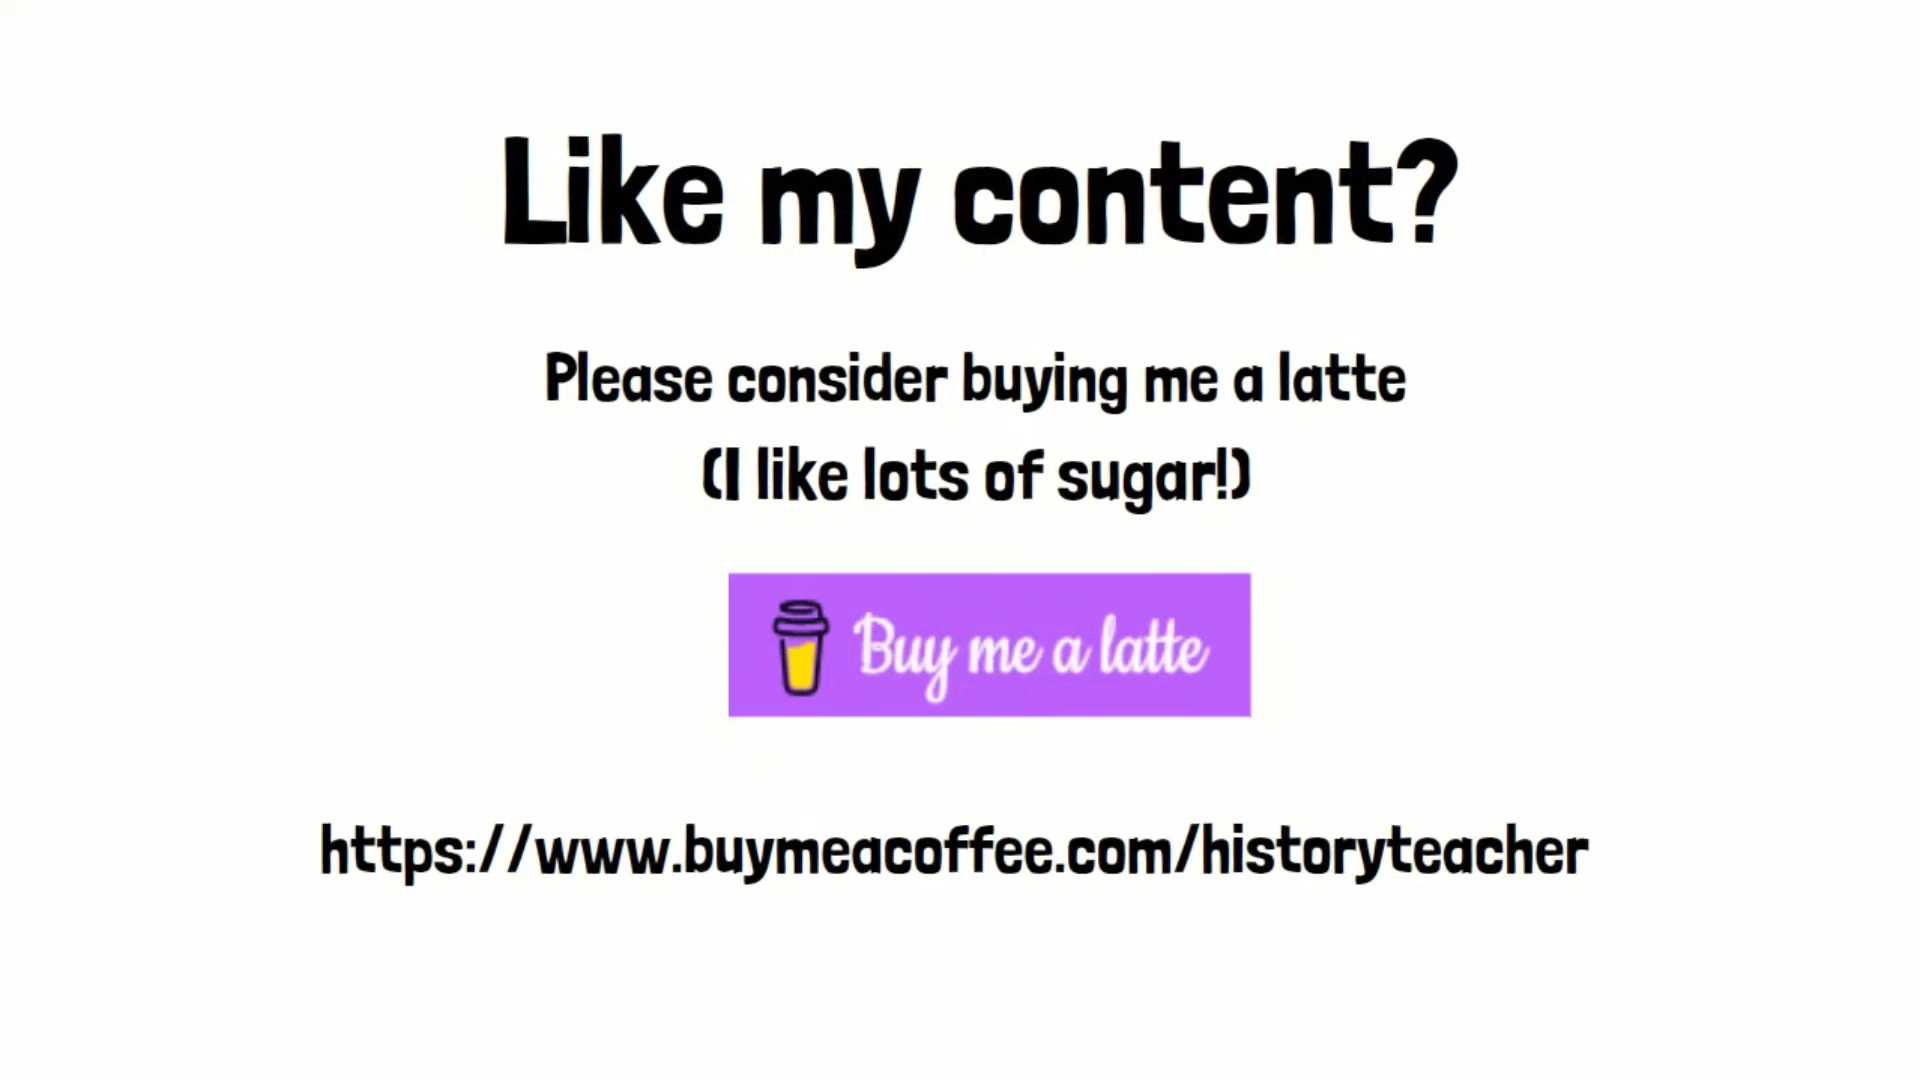 Like my content?
Please consider buying me a latte
(I like lots of sugar!)
Buy me a latte
https://www.buymeacoffee.com/historyteacher